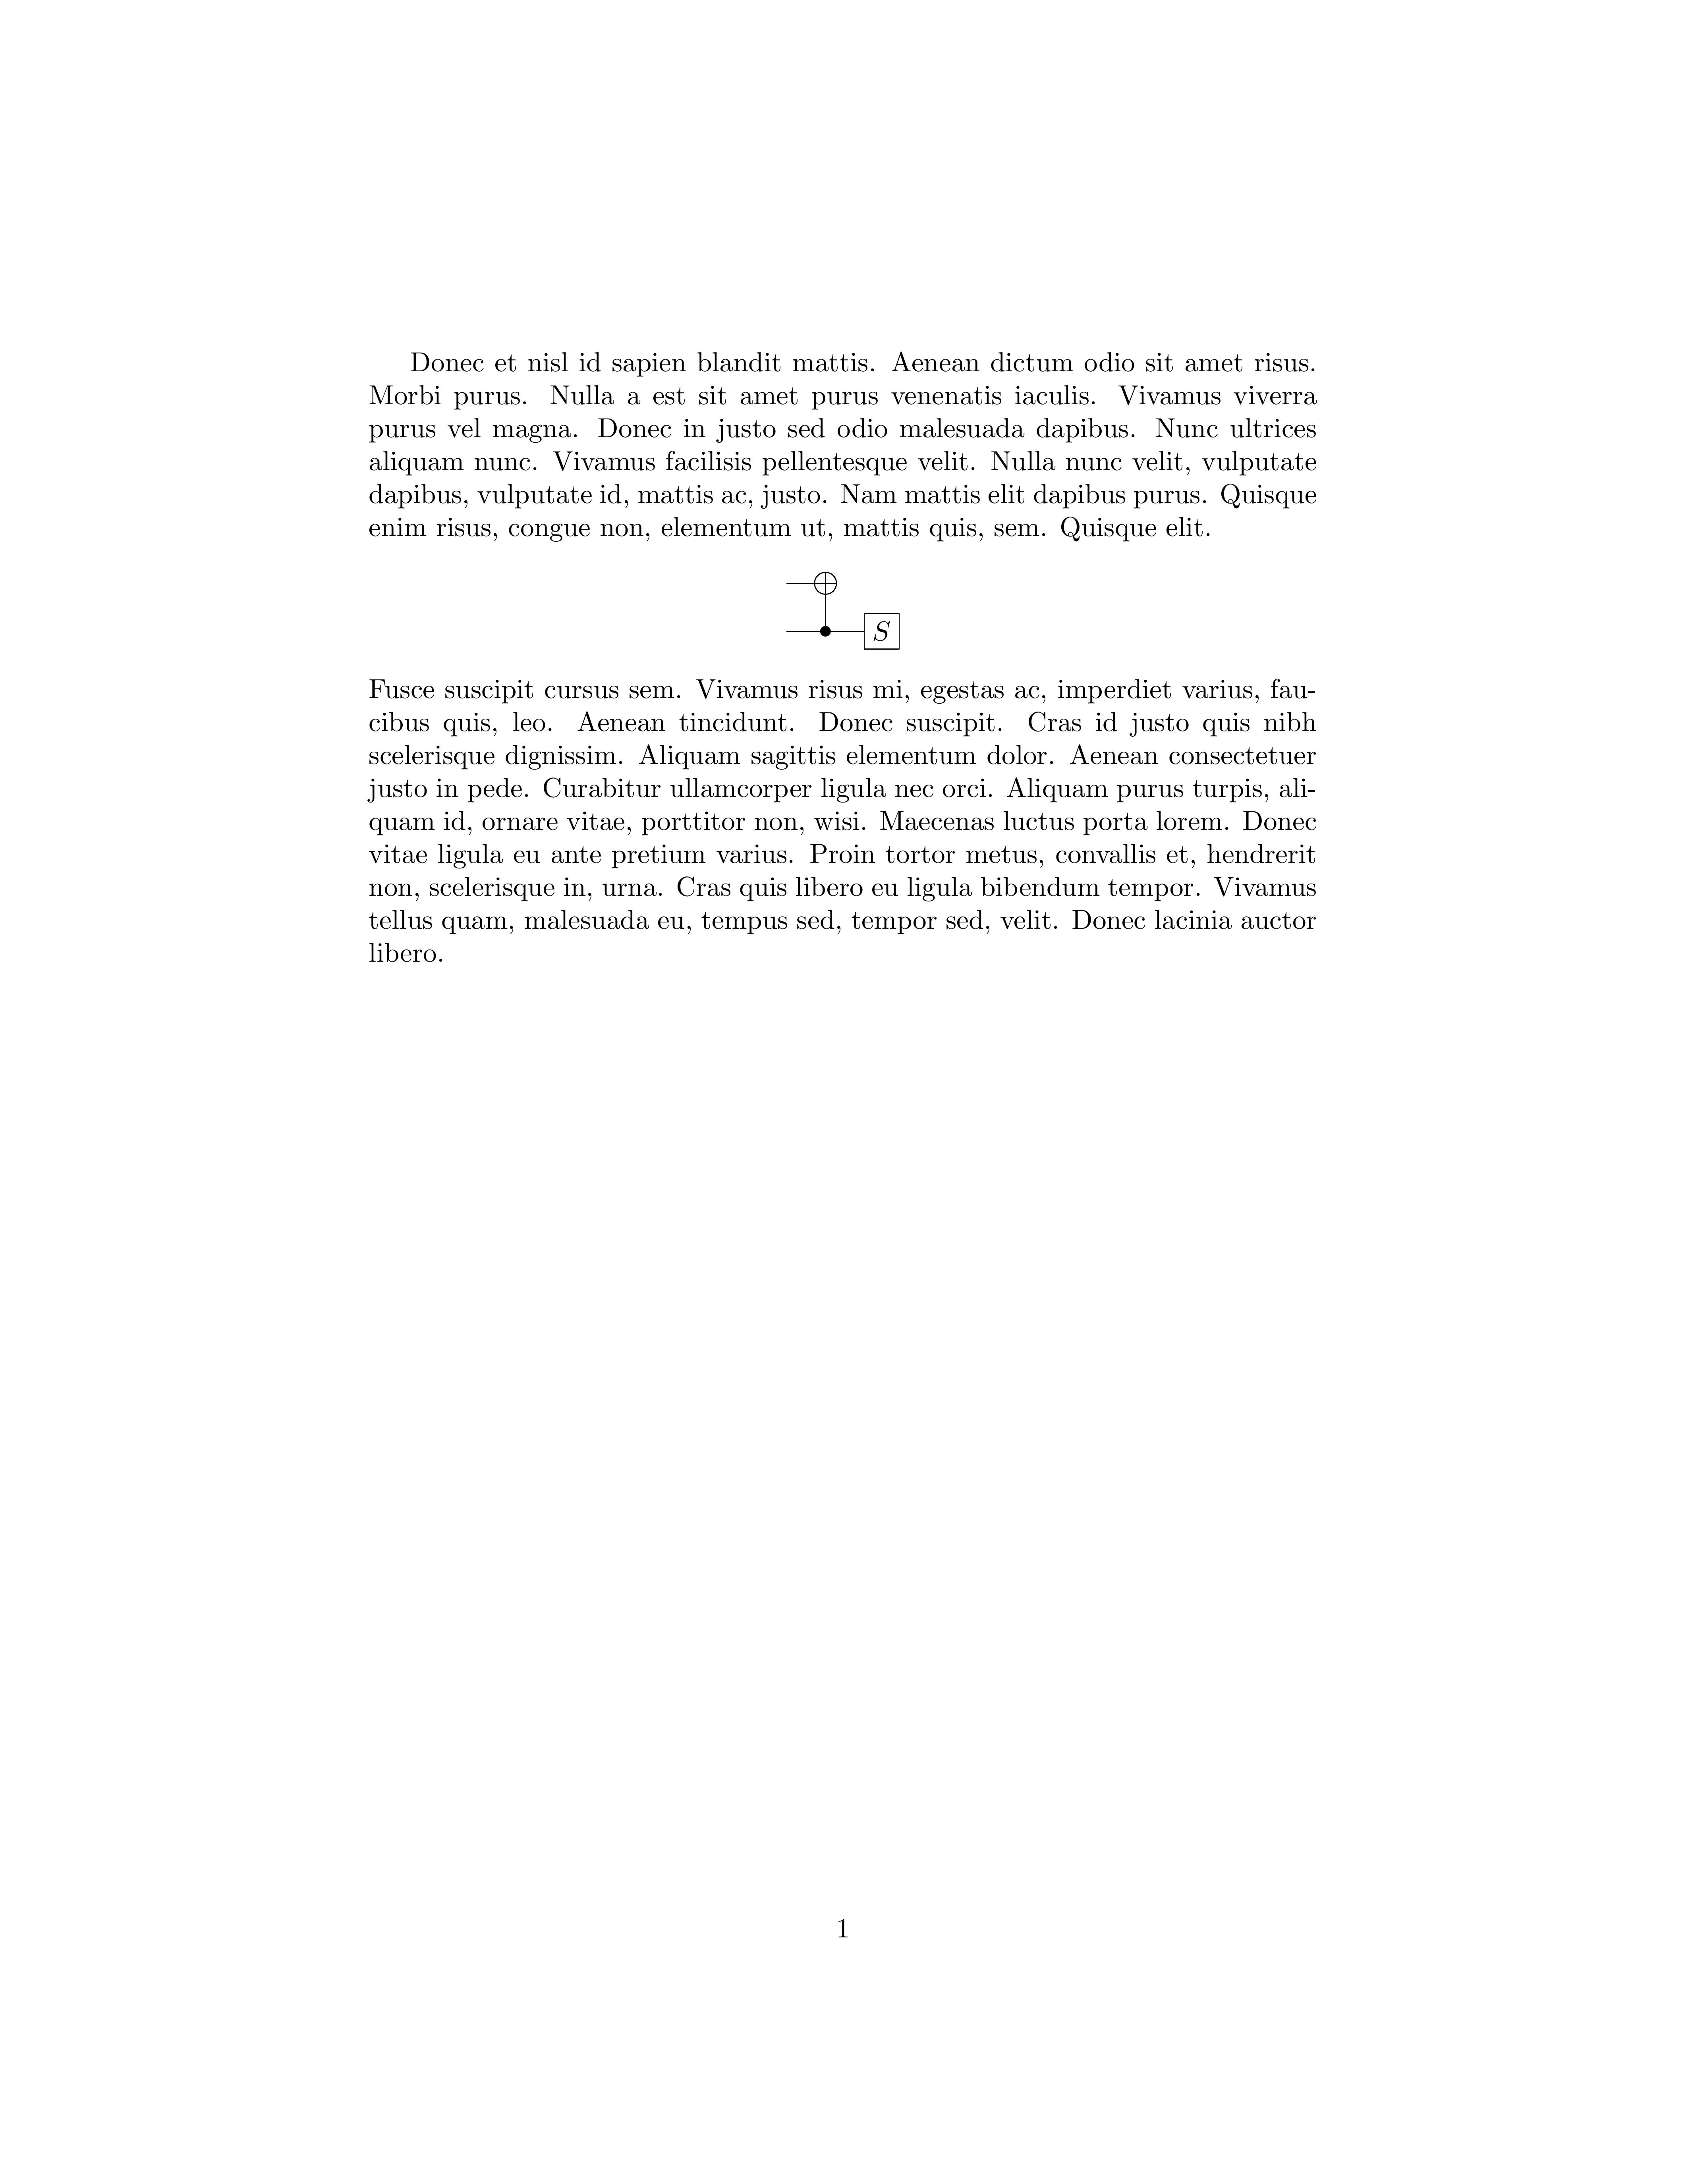 Donec et nisl id sapien blandit mattis. Aenean dictum odio sit amet risus.
Morbi purus. Nulla a est sit amet purus venenatis iaculis. Vivamus viverra
purus vel magna. Donec in justo sed odio malesuada dapibus. Nunc ultrices
aliquam nunc. Vivamus facilisis pellentesque velit. Nulla nunc velit, vulputate
dapibus, vulputate id, mattis ac, justo. Nam mattis elit dapibus purus. Quisque
enim risus, congue non, elementum ut, mattis quis, sem. Quisque elit.
S
Fusce suscipit cursus sem. Vivamus risus mi, egestas ac, imperdiet varius, fau-
cibus quis, leo. Aenean tincidunt. Donec suscipit. Cras id justo quis nibh
scelerisque dignissim. Aliquam sagittis elementum dolor. Aenean consectetuer
justo in pede. Curabitur ullamcorper ligula nec orci. Aliquam purus turpis, ali-
quam id, ornare vitae, porttitor non, wisi. Maecenas luctus porta lorem. Donec
vitae ligula eu ante pretium varius. Proin tortor metus, convallis et, hendrerit
non, scelerisque in, urna. Cras quis libero eu ligula bibendum tempor. Vivamus
tellus quam, malesuada eu, tempus sed, tempor sed, velit. Donec lacinia auctor
libero.
1